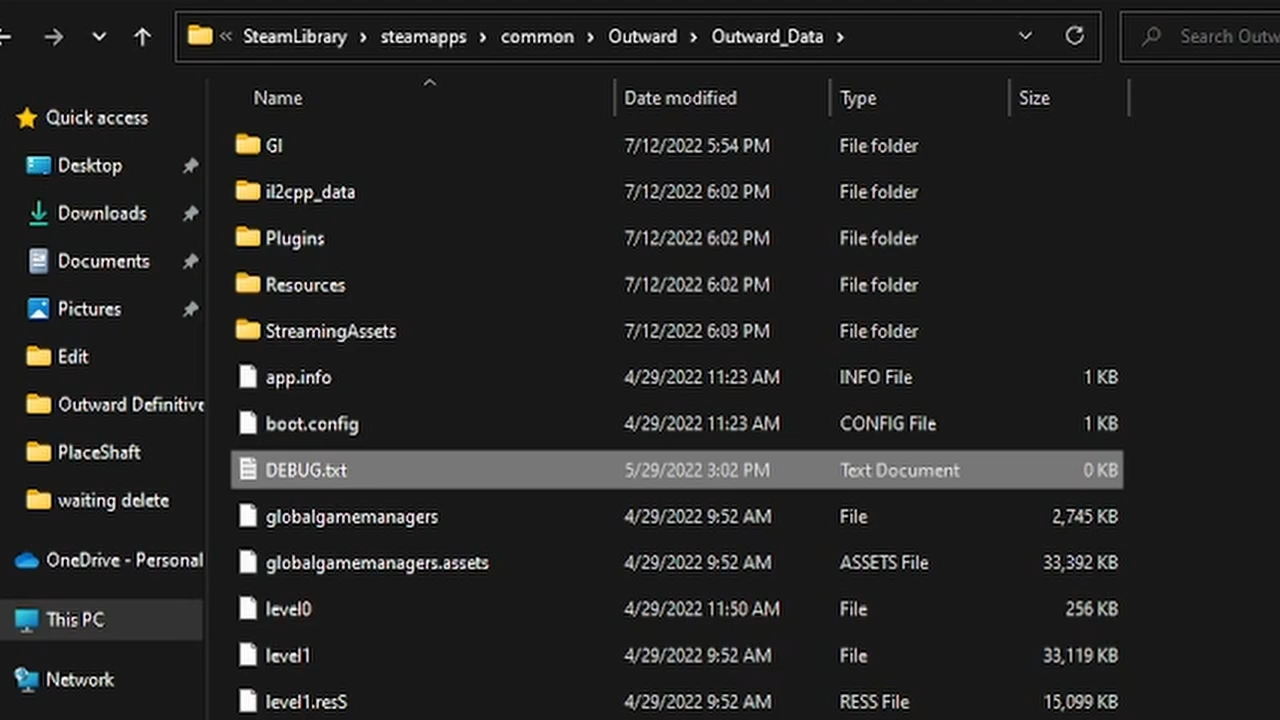 « SteamLibrary > steamapps > common > Outward > Outward_Data >
Search Outw
Name Date modified Type Size
Quick access
Desktop
Downloads
Documents
Pictures
Edit
Outward Definitive
PlaceShaft
waiting delete
OneDrive - Personal
This PC
Network
GI 7/12/2022 5:54 PM File folder
il2cpp_data 7/12/2022 6:02 PM File folder
Plugins 7/12/2022 6:02 PM File folder
Resources 7/12/2022 6:02 PM File folder
StreamingAssets 7/12/2022 6:03 PM File folder
app.info 4/29/2022 11:23 AM INFO File 1 KB
boot.config 4/29/2022 11:23 AM CONFIG File 1 KB
DEBUG.txt 5/29/2022 3:02 PM Text Document 0 KB
globalgamemanagers 4/29/2022 9:52 AM File 2,745 KB
globalgamemanagers.assets 4/29/2022 9:52 AM ASSETS File 33,392 KB
level0 4/29/2022 11:50 AM File 256 KB
level1 4/29/2022 9:52 AM File 33,119 KB
level1.resS 4/29/2022 9:52 AM RESS File 15,099 KB